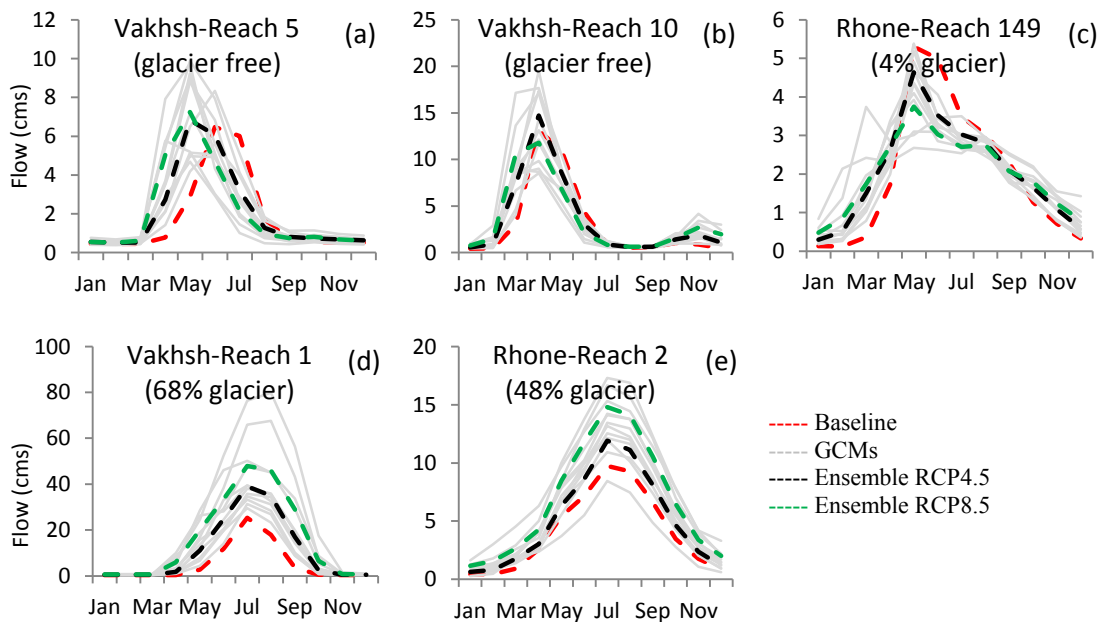 Vakhsh-Reach 5
(glacier free)
(a)
Flow (cms)
12
10
8
6
4
2
0
Jan Mar May Jul Sep Nov
Vakhsh-Reach 10
(glacier free)
(b)
25
20
15
10
5
0
Jan Mar May Jul Sep Nov
Rhone-Reach 149
(4% glacier)
(c)
6
5
4
3
2
1
0
Jan Mar May Jul Sep Nov
Vakhsh-Reach 1
(68% glacier)
(d)
Flow (cms)
100
80
60
40
20
0
Jan Mar May Jul Sep Nov
Rhone-Reach 2
(48% glacier)
(e)
20
15
10
5
0
Jan Mar May Jul Sep Nov
Baseline
GCMs
Ensemble RCP4.5
Ensemble RCP8.5